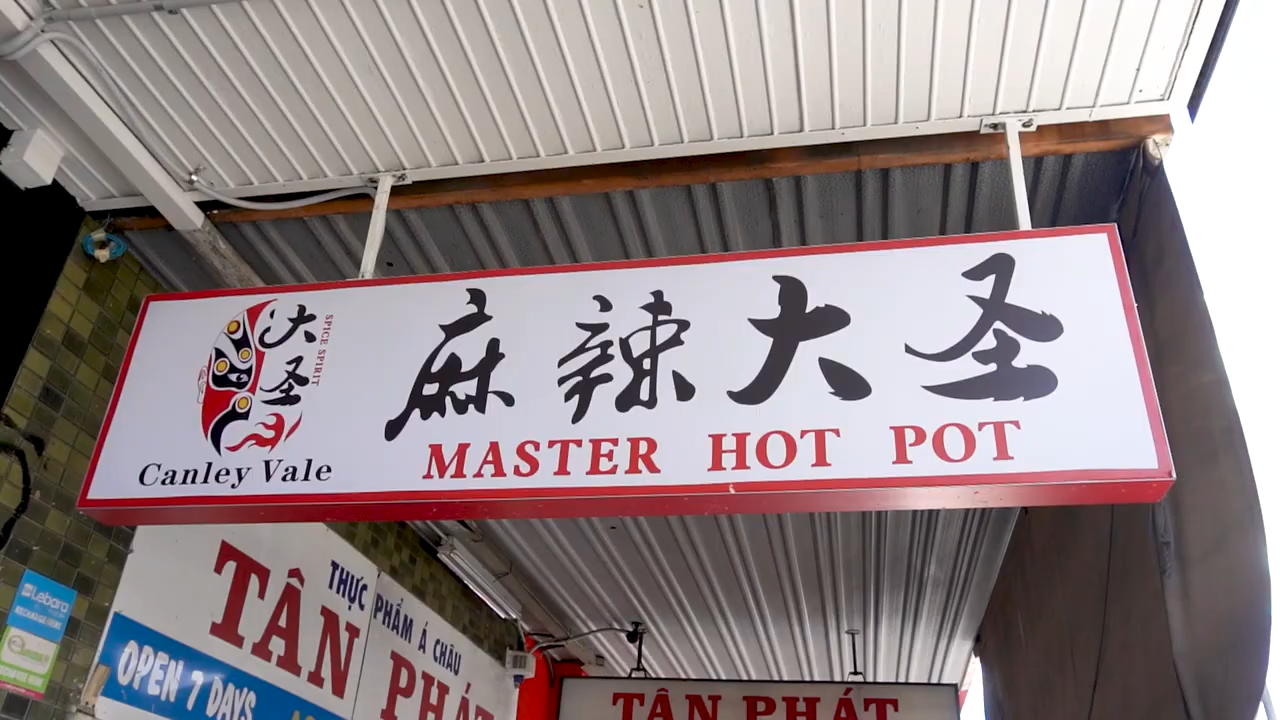 麻辣大圣
MASTER HOT POT
大圣
SPICE SPIRIT
Canley Vale
THỰC PHẨM Á CHÂU
TÂN PHÁT
OPEN 7 DAYS
TÂN PHÁT
Lebara